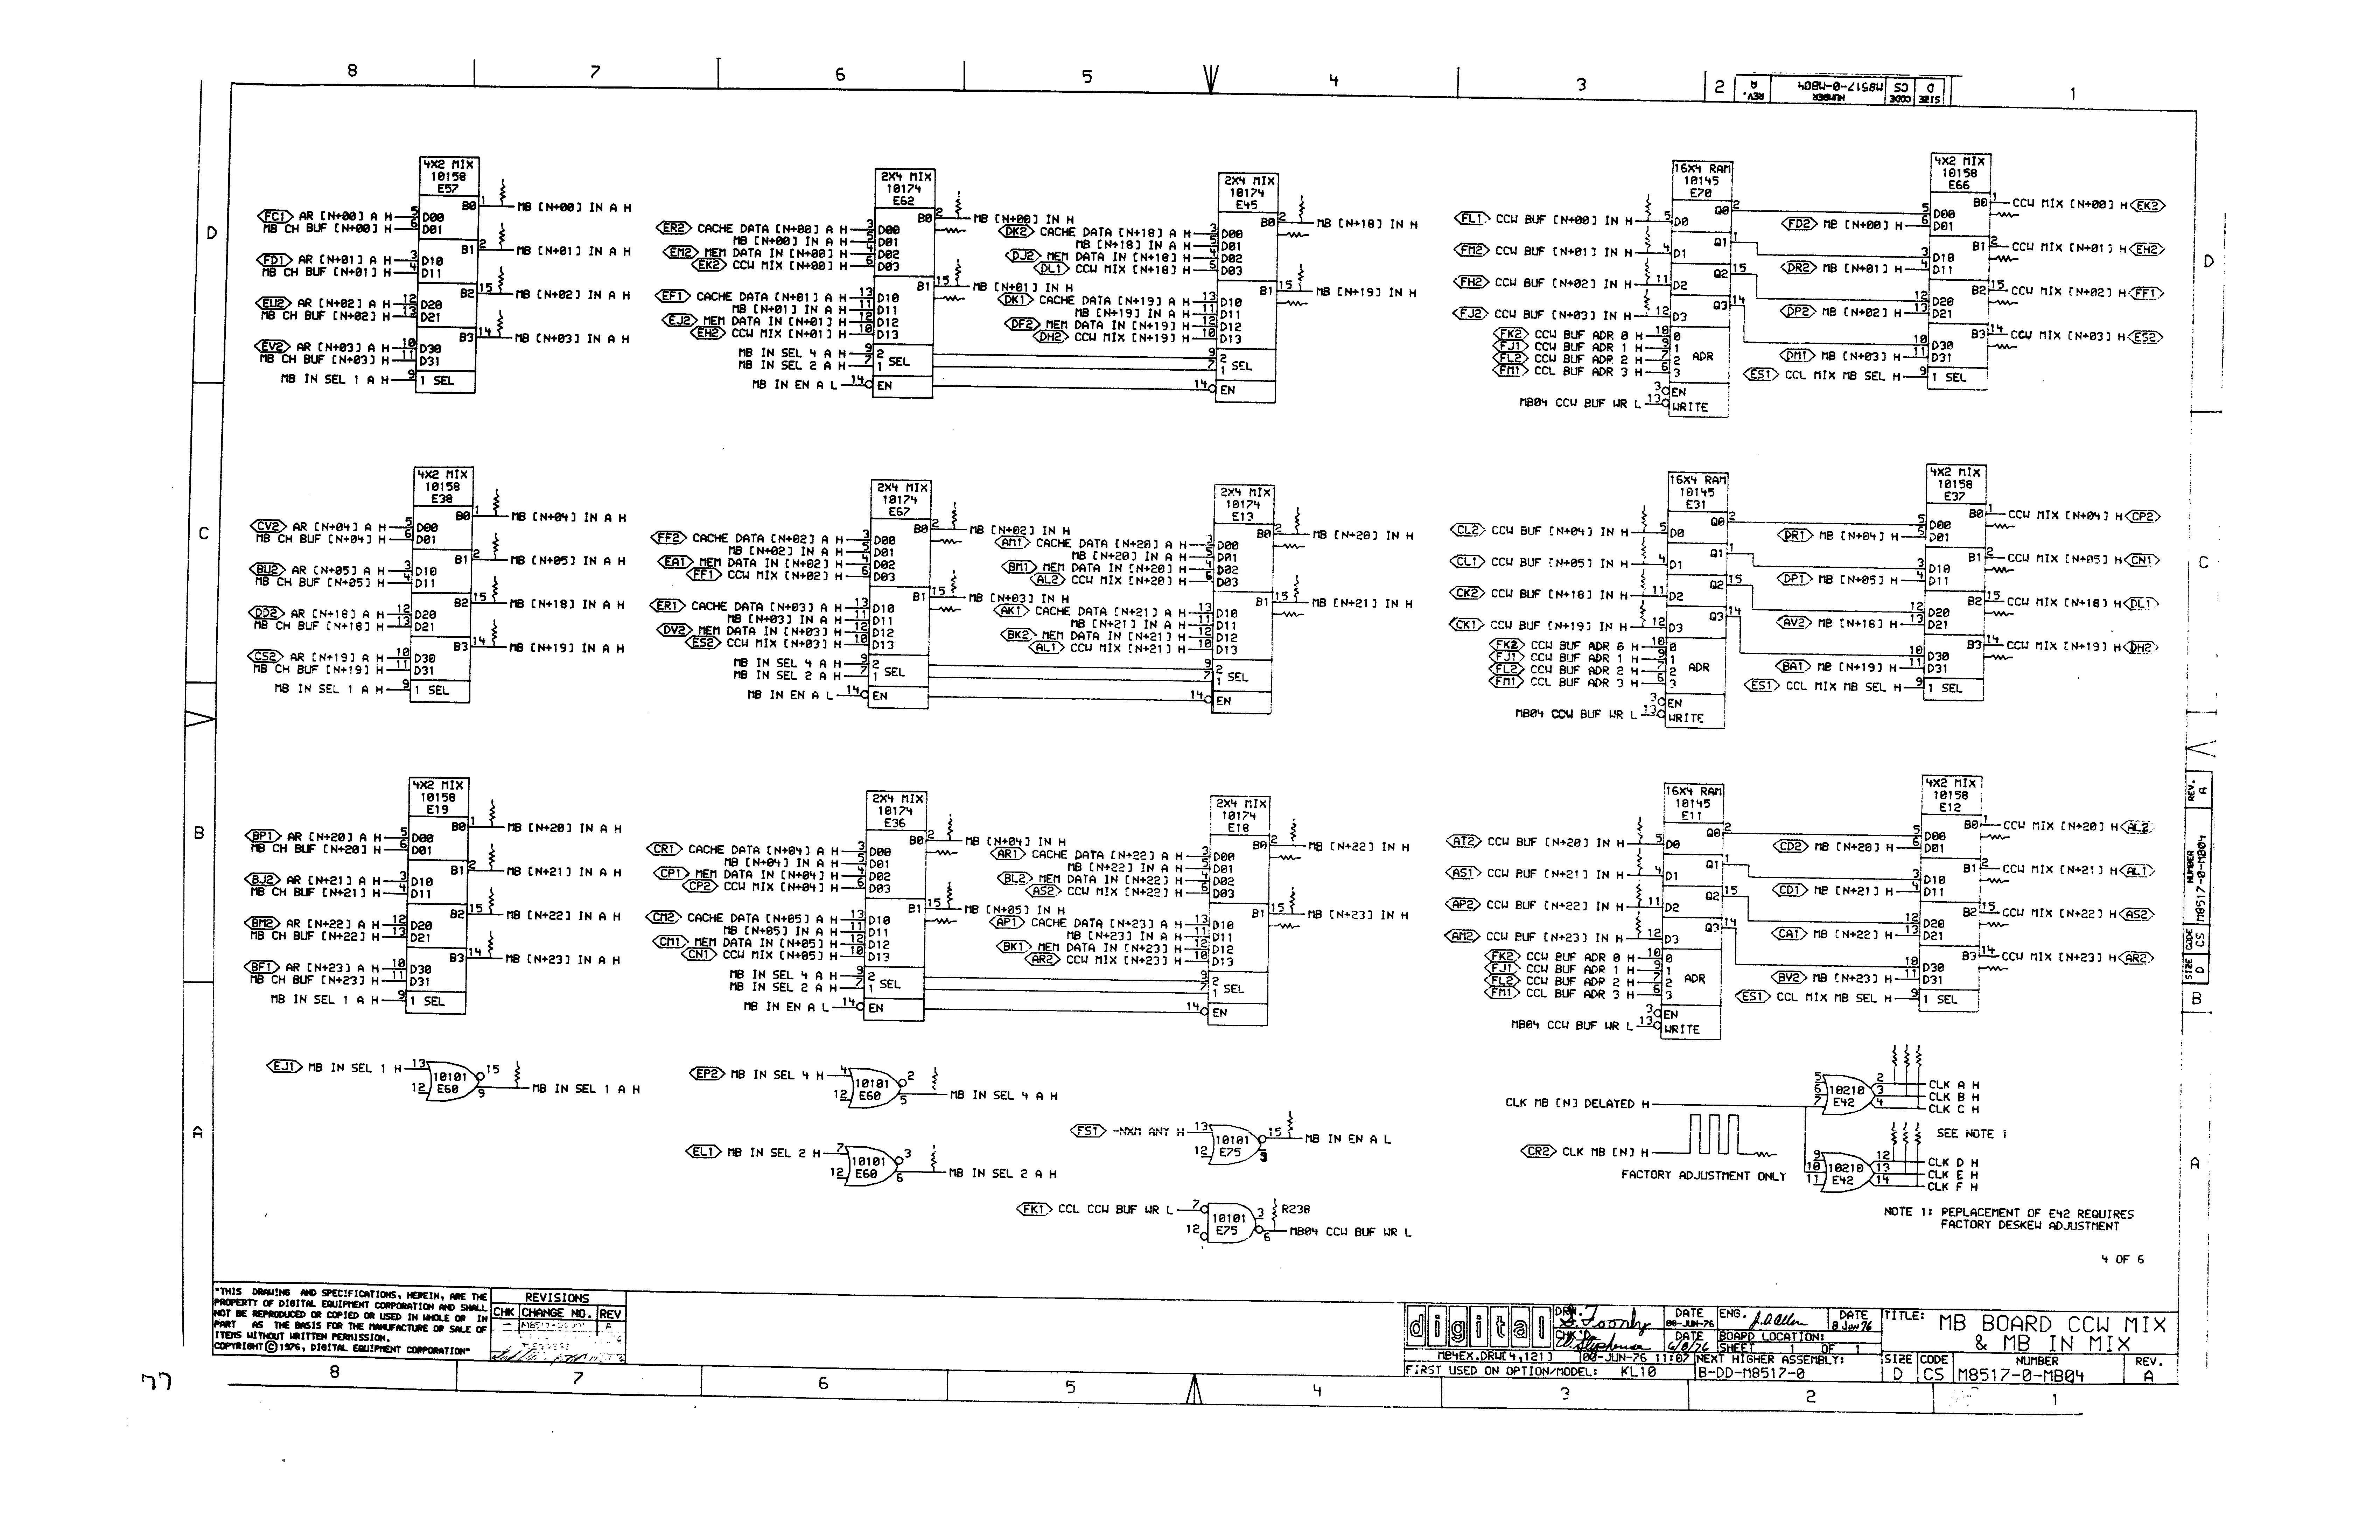 8 7 6 5 4 3 2 1
REV. A NUMBER M8517-0-MB04 CODE CS SIZE D
D
4X2 MIX
10158
E57
<FC1> AR [N+00] A H 5 D00 B0 1 MB [N+00] IN A H
MB CH BUF [N+00] H 6 D01
<FD1> AR [N+01] A H 3 D10 B1 2 MB [N+01] IN A H
MB CH BUF [N+01] H 4 D11
<EU2> AR [N+02] A H 12 D20 B2 15 MB [N+02] IN A H
MB CH BUF [N+02] H 13 D21
<EV2> AR [N+03] A H 10 D30 B3 14 MB [N+03] IN A H
MB CH BUF [N+03] H 11 D31
MB IN SEL 1 A H 9 1 SEL
2X4 MIX
10174
E62
<ER2> CACHE DATA [N+00] A H 3 D00 B0 2 MB [N+00] IN H
MB [N+00] IN A H 5 D01
<EM2> MEM DATA IN [N+00] H 4 D02
<EK2> CCW MIX [N+00] H 6 D03
<EF1> CACHE DATA [N+01] A H 13 D10 B1 15 MB [N+01] IN H
MB [N+01] IN A H 11 D11
<EJ2> MEM DATA IN [N+01] H 12 D12
<EH2> CCW MIX [N+01] H 10 D13
MB IN SEL 4 A H 9 2
MB IN SEL 2 A H 7 1 SEL
MB IN EN A L 14 EN
2X4 MIX
10174
E45
<DK2> CACHE DATA [N+18] A H 3 D00 B0 2 MB [N+18] IN H
MB [N+18] IN A H 5 D01
<DJ2> MEM DATA IN [N+18] H 4 D02
<DL1> CCW MIX [N+18] H 6 D03
<DK1> CACHE DATA [N+19] A H 13 D10 B1 15 MB [N+19] IN H
MB [N+19] IN A H 11 D11
<DF2> MEM DATA IN [N+19] H 12 D12
<DH2> CCW MIX [N+19] H 10 D13
9 2
7 1 SEL
14 EN
16X4 RAM
10145
E70
<FL1> CCW BUF [N+00] IN H 5 D0 Q0 2
<FM2> CCW BUF [N+01] IN H 4 D1 Q1 1
<FH2> CCW BUF [N+02] IN H 11 D2 Q2 15
<FJ2> CCW BUF [N+03] IN H 12 D3 Q3 14
<FK2> CCW BUF ADR 0 H 10 0
<FJ1> CCW BUF ADR 1 H 9 1
<FL2> CCW BUF ADR 2 H 7 2 ADR
<FM1> CCL BUF ADR 3 H 6 3
3 EN
MB04 CCW BUF WR L 13 WRITE
4X2 MIX
10158
E66
5 D00 B0 1 CCW MIX [N+00] H <EK2>
<FD2> MB [N+00] H 6 D01
3 D10 B1 2 CCW MIX [N+01] H <EH2>
<DR2> MB [N+01] H 4 D11
12 D20 B2 15 CCW MIX [N+02] H <FF1>
<DP2> MB [N+02] H 13 D21
10 D30 B3 14 CCW MIX [N+03] H <ES2>
<DM1> MB [N+03] H 11 D31
<ES1> CCL MIX MB SEL H 9 1 SEL
D
C
4X2 MIX
10158
E38
<CV2> AR [N+04] A H 5 D00 B0 1 MB [N+04] IN A H
MB CH BUF [N+04] H 6 D01
<BU2> AR [N+05] A H 3 D10 B1 2 MB [N+05] IN A H
MB CH BUF [N+05] H 4 D11
<DD2> AR [N+18] A H 12 D20 B2 15 MB [N+18] IN A H
MB CH BUF [N+18] H 13 D21
<CS2> AR [N+19] A H 10 D30 B3 14 MB [N+19] IN A H
MB CH BUF [N+19] H 11 D31
MB IN SEL 1 A H 9 1 SEL
2X4 MIX
10174
E67
<FF2> CACHE DATA [N+02] A H 3 D00 B0 2 MB [N+02] IN H
MB [N+02] IN A H 5 D01
<EA1> MEM DATA IN [N+02] H 4 D02
<FF1> CCW MIX [N+02] H 6 D03
<ER1> CACHE DATA [N+03] A H 13 D10 B1 15 MB [N+03] IN H
MB [N+03] IN A H 11 D11
<DV2> MEM DATA IN [N+03] H 12 D12
<ES2> CCW MIX [N+03] H 10 D13
MB IN SEL 4 A H 9 2
MB IN SEL 2 A H 7 1 SEL
MB IN EN A L 14 EN
2X4 MIX
10174
E13
<AM1> CACHE DATA [N+20] A H 3 D00 B0 2 MB [N+20] IN H
MB [N+20] IN A H 5 D01
<BM1> MEM DATA IN [N+20] H 4 D02
<AL2> CCW MIX [N+20] H 6 D03
<AK1> CACHE DATA [N+21] A H 13 D10 B1 15 MB [N+21] IN H
MB [N+21] IN A H 11 D11
<BK2> MEM DATA IN [N+21] H 12 D12
<AL1> CCW MIX [N+21] H 10 D13
9 2
7 1 SEL
14 EN
16X4 RAM
10145
E31
<CL2> CCW BUF [N+04] IN H 5 D0 Q0 2
<CL1> CCW BUF [N+05] IN H 4 D1 Q1 1
<CK2> CCW BUF [N+18] IN H 11 D2 Q2 15
<CK1> CCW BUF [N+19] IN H 12 D3 Q3 14
<FK2> CCW BUF ADR 0 H 10 0
<FJ1> CCW BUF ADR 1 H 9 1
<FL2> CCW BUF ADR 2 H 7 2 ADR
<FM1> CCL BUF ADR 3 H 6 3
3 EN
MB04 CCW BUF WR L 13 WRITE
4X2 MIX
10158
E37
5 D00 B0 1 CCW MIX [N+04] H <CP2>
<DR1> MB [N+04] H 6 D01
3 D10 B1 2 CCW MIX [N+05] H <CN1>
<DP1> MB [N+05] H 4 D11
12 D20 B2 15 CCW MIX [N+18] H <DL1>
<AV2> MB [N+18] H 13 D21
10 D30 B3 14 CCW MIX [N+19] H <DH2>
<BA1> MB [N+19] H 11 D31
<ES1> CCL MIX MB SEL H 9 1 SEL
C
B
4X2 MIX
10158
E19
<BP1> AR [N+20] A H 5 D00 B0 1 MB [N+20] IN A H
MB CH BUF [N+20] H 6 D01
<BJ2> AR [N+21] A H 3 D10 B1 2 MB [N+21] IN A H
MB CH BUF [N+21] H 4 D11
<BM2> AR [N+22] A H 12 D20 B2 15 MB [N+22] IN A H
MB CH BUF [N+22] H 13 D21
<BF1> AR [N+23] A H 10 D30 B3 14 MB [N+23] IN A H
MB CH BUF [N+23] H 11 D31
MB IN SEL 1 A H 9 1 SEL
2X4 MIX
10174
E36
<CR1> CACHE DATA [N+04] A H 3 D00 B0 2 MB [N+04] IN H
MB [N+04] IN A H 5 D01
<CP1> MEM DATA IN [N+04] H 4 D02
<CP2> CCW MIX [N+04] H 6 D03
<CM2> CACHE DATA [N+05] A H 13 D10 B1 15 MB [N+05] IN H
MB [N+05] IN A H 11 D11
<CM1> MEM DATA IN [N+05] H 12 D12
<CN1> CCW MIX [N+05] H 10 D13
MB IN SEL 4 A H 9 2
MB IN SEL 2 A H 7 1 SEL
MB IN EN A L 14 EN
2X4 MIX
10174
E18
<AR1> CACHE DATA [N+22] A H 3 D00 B0 2 MB [N+22] IN H
MB [N+22] IN A H 5 D01
<BL2> MEM DATA IN [N+22] H 4 D02
<AS2> CCW MIX [N+22] H 6 D03
<AP1> CACHE DATA [N+23] A H 13 D10 B1 15 MB [N+23] IN H
MB [N+23] IN A H 11 D11
<BK1> MEM DATA IN [N+23] H 12 D12
<AR2> CCW MIX [N+23] H 10 D13
9 2
7 1 SEL
14 EN
16X4 RAM
10145
E11
<AT2> CCW BUF [N+20] IN H 5 D0 Q0 2
<AS1> CCW BUF [N+21] IN H 4 D1 Q1 1
<AP2> CCW BUF [N+22] IN H 11 D2 Q2 15
<AM2> CCW BUF [N+23] IN H 12 D3 Q3 14
<FK2> CCW BUF ADR 0 H 10 0
<FJ1> CCW BUF ADR 1 H 9 1
<FL2> CCW BUF ADR 2 H 7 2 ADR
<FM1> CCL BUF ADR 3 H 6 3
3 EN
MB04 CCW BUF WR L 13 WRITE
4X2 MIX
10158
E12
5 D00 B0 1 CCW MIX [N+20] H <AL2>
<CD2> MB [N+20] H 6 D01
3 D10 B1 2 CCW MIX [N+21] H <AL1>
<CD1> MB [N+21] H 4 D11
12 D20 B2 15 CCW MIX [N+22] H <AS2>
<CA1> MB [N+22] H 13 D21
10 D30 B3 14 CCW MIX [N+23] H <AR2>
<BV2> MB [N+23] H 11 D31
<ES1> CCL MIX MB SEL H 9 1 SEL
REV. A
NUMBER M8517-0-MB04
CODE CS
SIZE D
B
A
<EJ1> MB IN SEL 1 H 13 12 10101 E60 15 9 MB IN SEL 1 A H
<EP2> MB IN SEL 4 H 4 12 10101 E60 2 5 MB IN SEL 4 A H
<EL1> MB IN SEL 2 H 7 12 10101 E60 3 6 MB IN SEL 2 A H
<FS1> -NXM ANY H 13 12 10101 E75 15 9 MB IN EN A L
<FK1> CCL CCW BUF WR L 7 12 10101 E75 3 6 R238 MB04 CCW BUF WR L
CLK MB [N] DELAYED H 5 6 7 10210 E42
2 CLK A H
3 CLK B H
4 CLK C H
SEE NOTE 1
<CR2> CLK MB [N] H 9 10 11 10210 E42
12 CLK D H
13 CLK E H
14 CLK F H
FACTORY ADJUSTMENT ONLY
A
NOTE 1: REPLACEMENT OF E42 REQUIRES
FACTORY DESKEW ADJUSTMENT
4 OF 6
"THIS DRAWING AND SPECIFICATIONS, HEREIN, ARE THE
PROPERTY OF DIGITAL EQUIPMENT CORPORATION AND SHALL
NOT BE REPRODUCED OR COPIED OR USED IN WHOLE OR IN
PART AS THE BASIS FOR THE MANUFACTURE OR SALE OF
ITEMS WITHOUT WRITTEN PERMISSION.
COPYRIGHT © 1976, DIGITAL EQUIPMENT CORPORATION"
REVISIONS
CHK CHANGE NO. REV
A
digital
DRN. DATE 08-JUN-76 ENG. DATE 8 Jun 76
CHK DATE 6/8/76 BOARD LOCATION:
SHEET 1 OF 1
MB4EX.DRW[4,121] 08-JUN-76 11:07 NEXT HIGHER ASSEMBLY:
FIRST USED ON OPTION/MODEL: KL10 B-DD-M8517-0
TITLE: MB BOARD CCW MIX
& MB IN MIX
SIZE CODE NUMBER REV.
D CS M8517-0-MB04 A
77
8 7 6 5 4 3 2 1